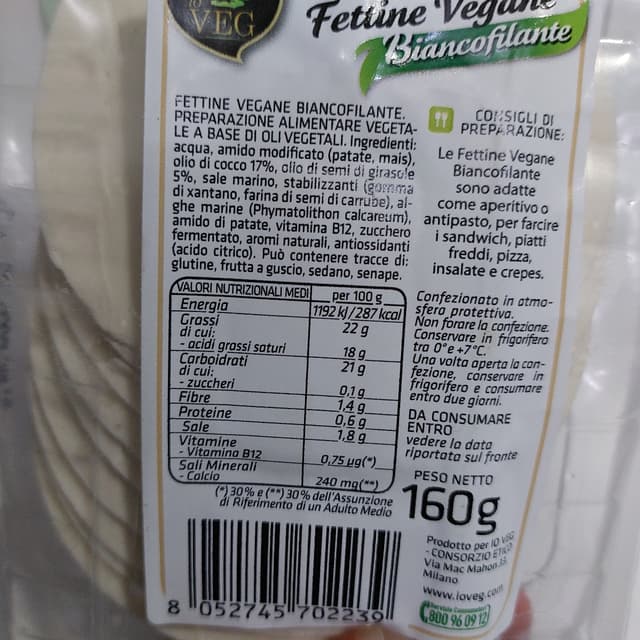 IO
VEG
Fettine Vegane
Biancofilante
FETTINE VEGANE BIANCOFILANTE.
PREPARAZIONE ALIMENTARE VEGETA-
LE A BASE DI OLI VEGETALI. Ingredienti:
acqua, amido modificato (patate, mais),
olio di cocco 17%, olio di semi di girasole
5%, sale marino, stabilizzanti (gomma
di xantano, farina di semi di carrube), al-
ghe marine (Phymatolithon calcareum),
amido di patate, vitamina B12, zucchero
fermentato, aromi naturali, antiossidanti
(acido citrico). Può contenere tracce di:
glutine, frutta a guscio, sedano, senape.
VALORI NUTRIZIONALI MEDI per 100 g
Energia 1192 kJ/287 kcal
Grassi 22 g
di cui:
- acidi grassi saturi 18 g
Carboidrati 21 g
di cui:
- zuccheri 0,1 g
Fibre 1,4 g
Proteine 0,6 g
Sale 1,8 g
Vitamine
- Vitamina B12 0,75 µg(*)
Sali Minerali
- Calcio 240 mg(**)
(*) 30% e (**) 30% dell'Assunzione
di Riferimento di un Adulto Medio
8 052745 702239
CONSIGLI DI
PREPARAZIONE:
Le Fettine Vegane
Biancofilante
sono adatte
come aperitivo o
antipasto, per farcire
i sandwich, piatti
freddi, pizza,
insalate e crepes.
Confezionato in atmo-
sfera protettiva.
Non forare la confezione.
Conservare in frigorifero
tra 0°e +7°C.
Una volta aperta la con-
fezione, conservare in
frigorifero e consumare
entro due giorni.
DA CONSUMARE
ENTRO
vedere la data
riportata sul fronte
PESO NETTO
160g
Prodotto per IO VEG
- CONSORZIO ETICO
Via Mac Mahon
Milano
www.ioveg.com
Servizio Consumatori
800 96 09 12